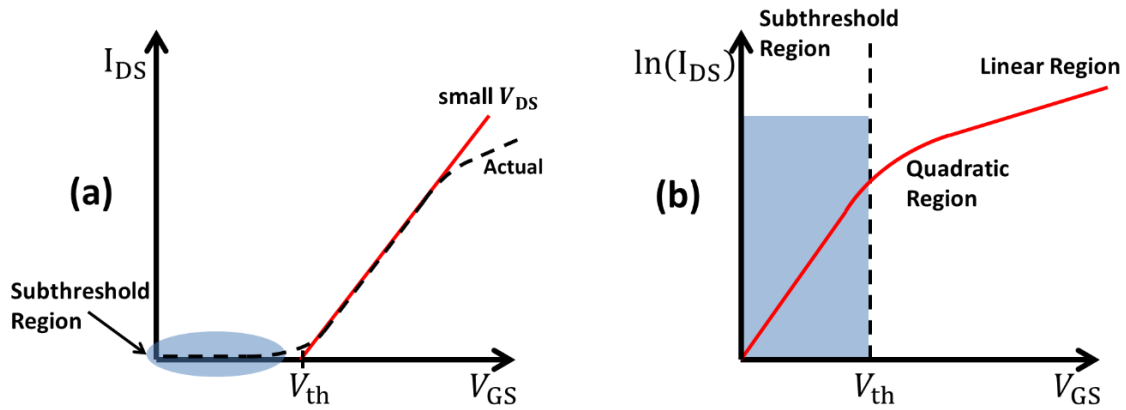 I_DS
small V_DS
Actual
(a)
Subthreshold
Region
V_th
V_GS
Subthreshold
Region
ln(I_DS)
Linear Region
Quadratic
Region
(b)
V_th
V_GS